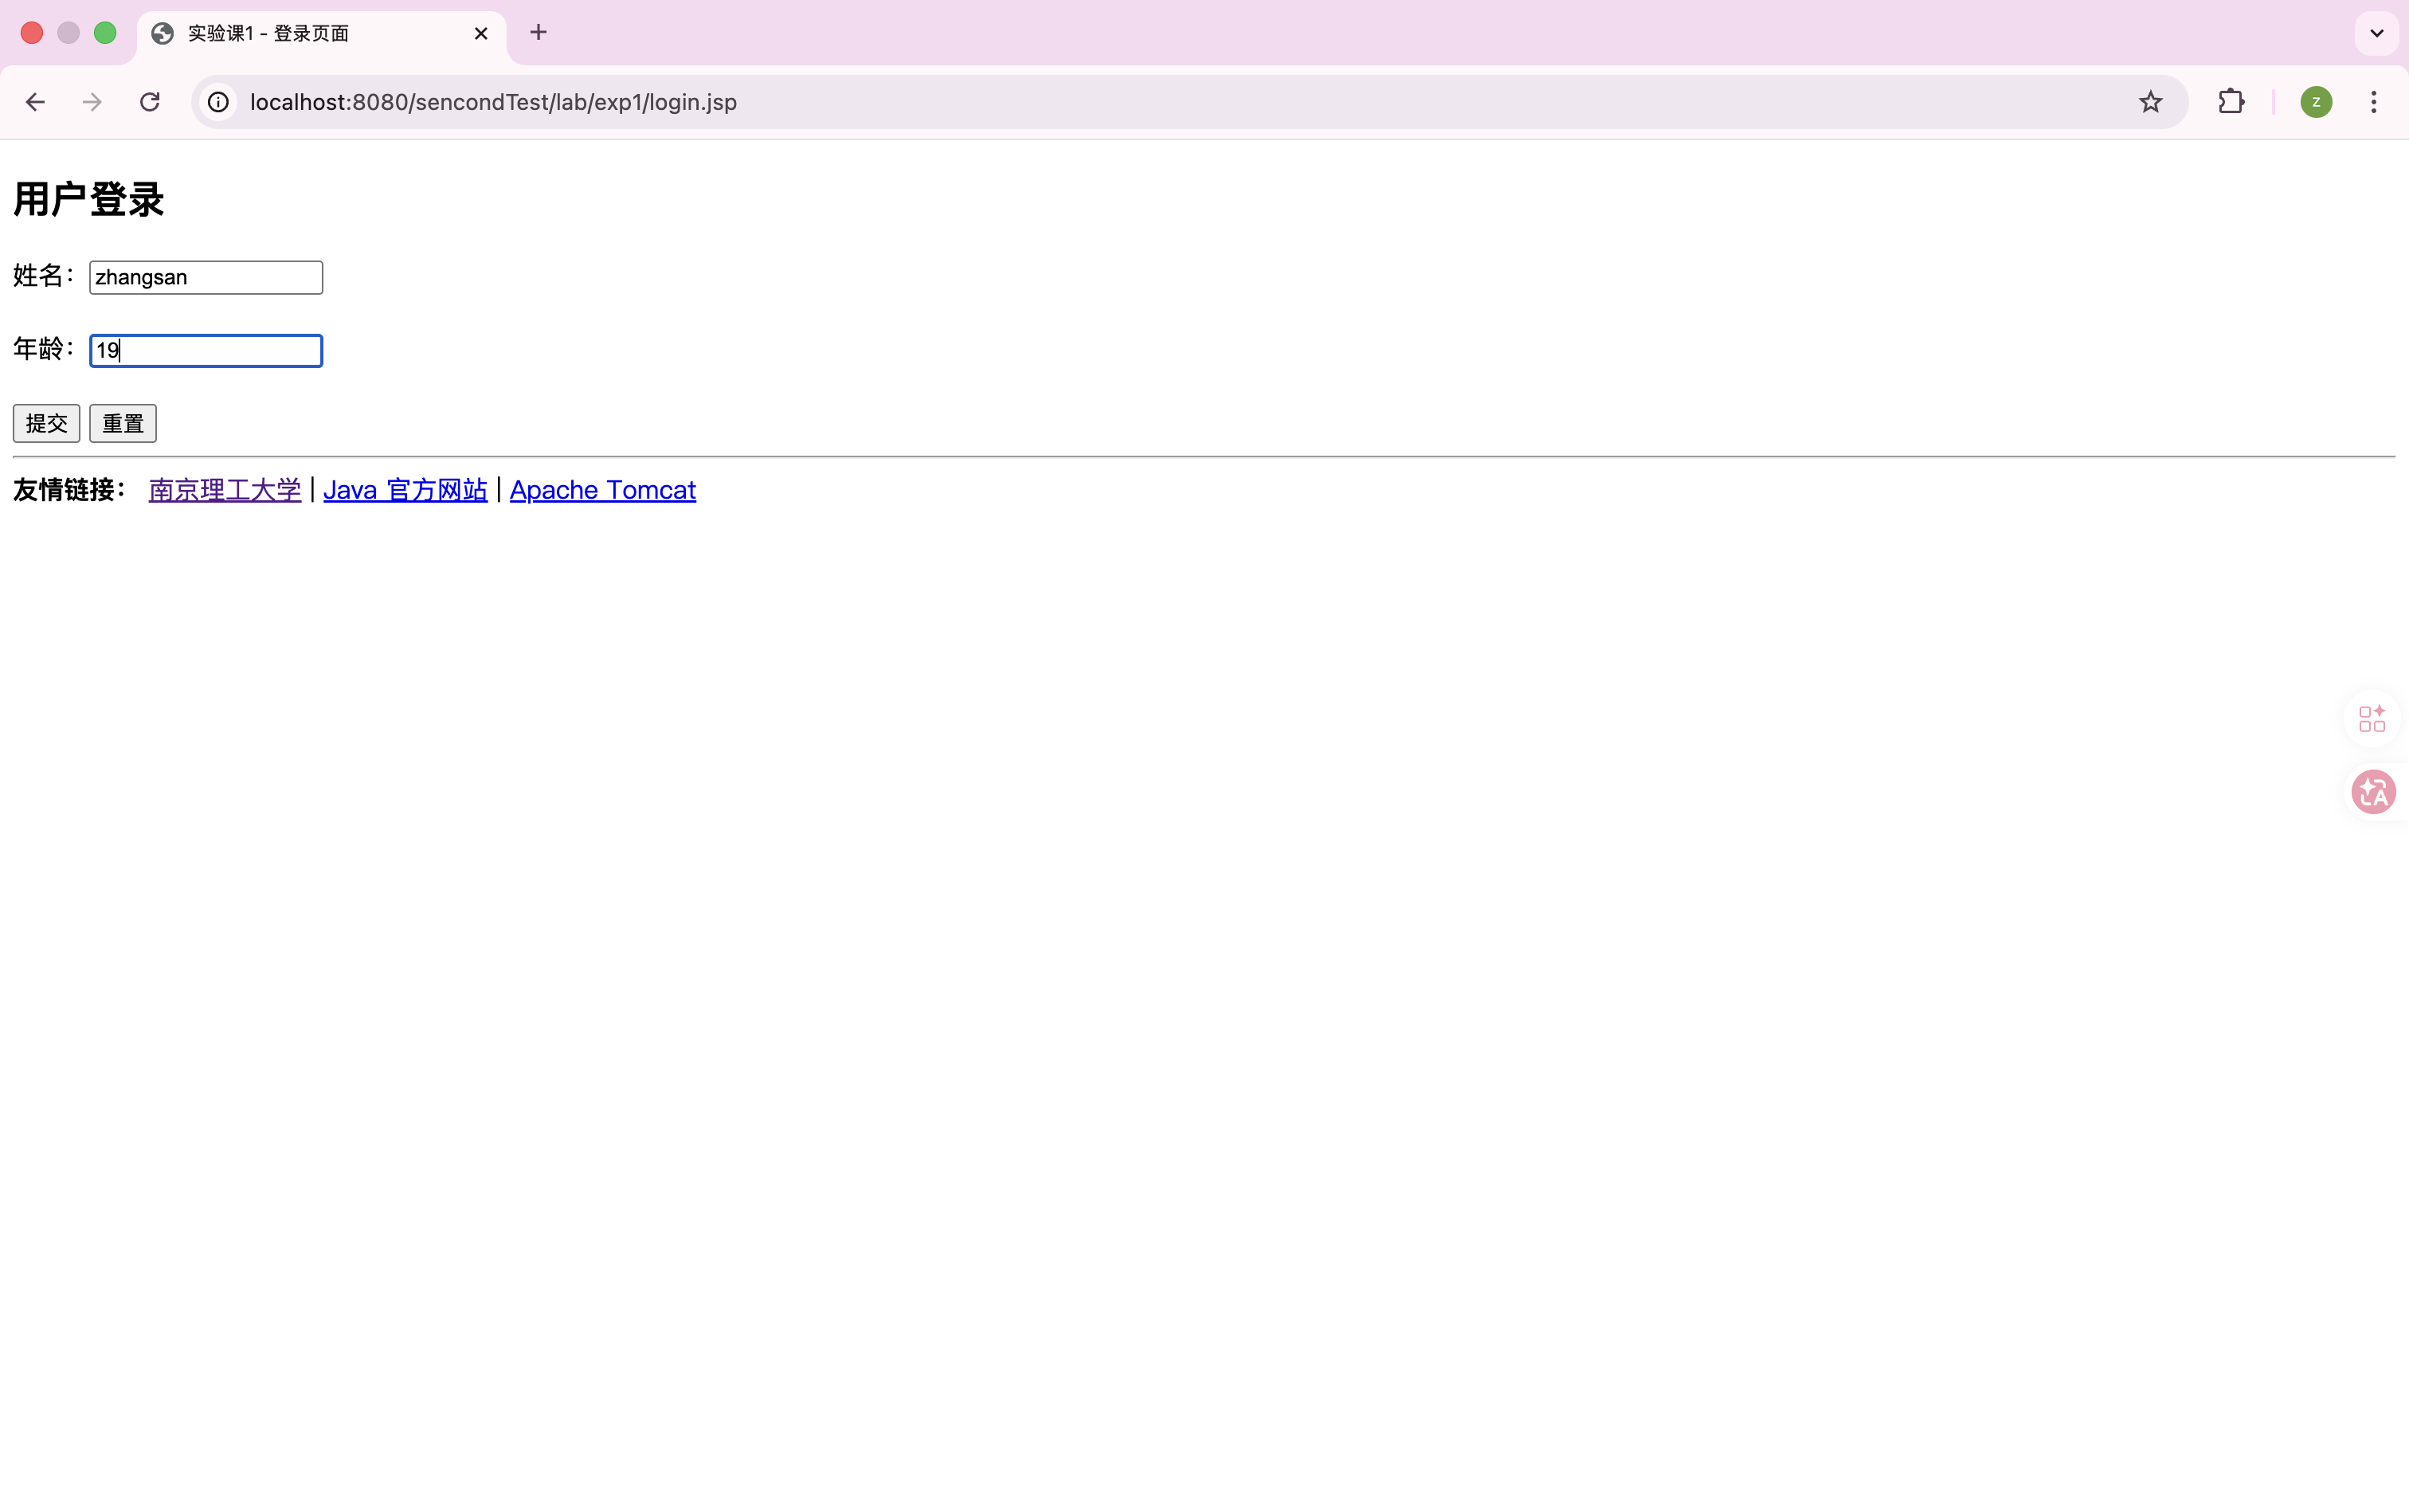 实验课1 - 登录页面
localhost:8080/sencondTest/lab/exp1/login.jsp
z
用户登录
姓名： zhangsan
年龄： 19
提交 重置
友情链接： 南京理工大学 | Java 官方网站 | Apache Tomcat